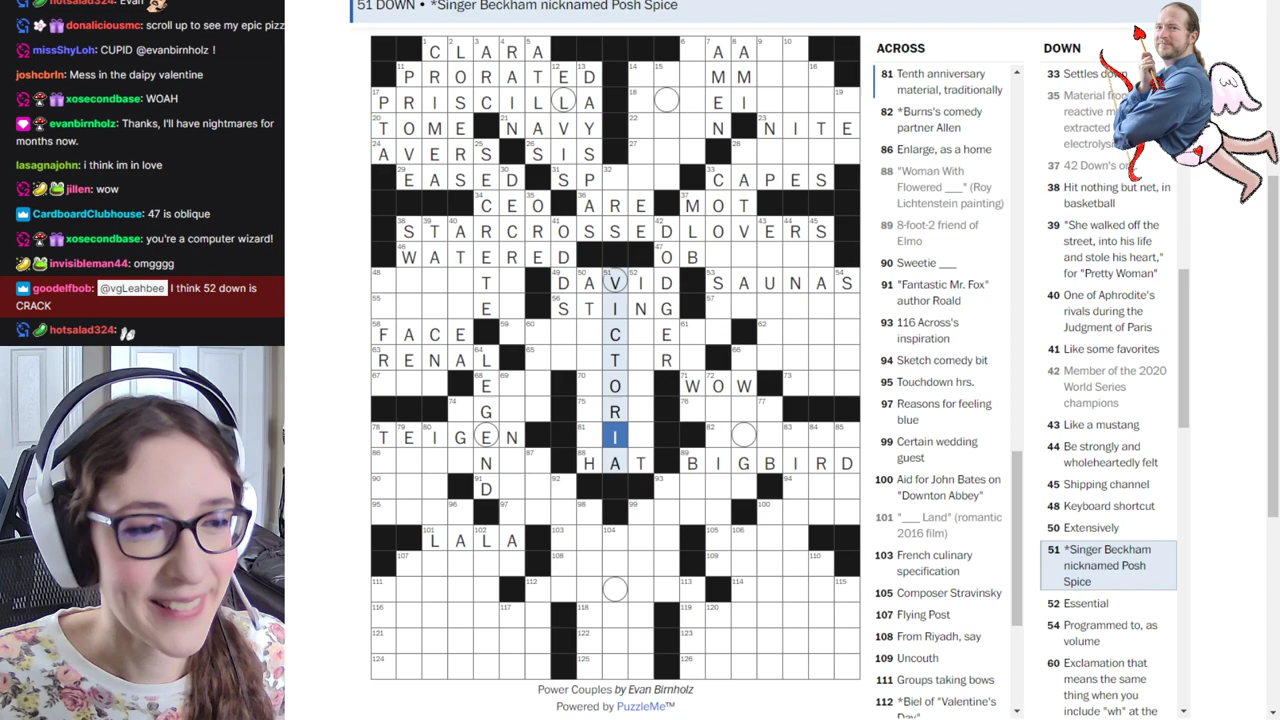 hotsalad324: Evan
donaliciousmc: scroll up to see my epic pizz
missShyLoh: CUPID @evanbirnholz !
joshcbrln: Mess in the daipy valentine
xosecondbase: WOAH
evanbirnholz: Thanks, I'll have nightmares for
months now.
lasagnajohn: i think im in love
jillen: wow
CardboardClubhouse: 47 is oblique
xosecondbase: you're a computer wizard!
invisibleman44: omgggg
goodelfbob: @vgLeahbee I think 52 down is
CRACK
hotsalad324:
51 DOWN • *Singer Beckham nicknamed Posh Spice
CLARA AA
PRORATED MM
PRISCILLA EI
TOME NAVY N NITE
AVERS SIS
EASED SP CAPES
CEO ARE MOT
STARCROSSEDLOVERS
WATERED OB
T DAVID SAUNAS
E STING
FACE C E
RENAL T R
E O WOW
G R
TEIGEN I
N HAT BIGBIRD
D
LALA
Power Couples by Evan Birnholz
Powered by PuzzleMe™
ACROSS
81 Tenth anniversary
material, traditionally
82 *Burns's comedy
partner Allen
86 Enlarge, as a home
88 "Woman With
Flowered ___" (Roy
Lichtenstein painting)
89 8-foot-2 friend of
Elmo
90 Sweetie ___
91 "Fantastic Mr. Fox"
author Roald
93 116 Across's
inspiration
94 Sketch comedy bit
95 Touchdown hrs.
97 Reasons for feeling
blue
99 Certain wedding
guest
100 Aid for John Bates on
"Downton Abbey"
101 "___ Land" (romantic
2016 film)
103 French culinary
specification
105 Composer Stravinsky
107 Flying Post
108 From Riyadh, say
109 Uncouth
111 Groups taking bows
112 *Biel of "Valentine's
Day"
DOWN
33 Settles down
35 Material from
reactive m
extracted
electrolys
37 42 Down's or
38 Hit nothing but net, in
basketball
39 "She walked off the
street, into his life
and stole his heart,"
for "Pretty Woman"
40 One of Aphrodite's
rivals during the
Judgment of Paris
41 Like some favorites
42 Member of the 2020
World Series
champions
43 Like a mustang
44 Be strongly and
wholeheartedly felt
45 Shipping channel
48 Keyboard shortcut
50 Extensively
51 *Singer Beckham
nicknamed Posh
Spice
52 Essential
54 Programmed to, as
volume
60 Exclamation that
means the same
thing when you
include "wh" at the